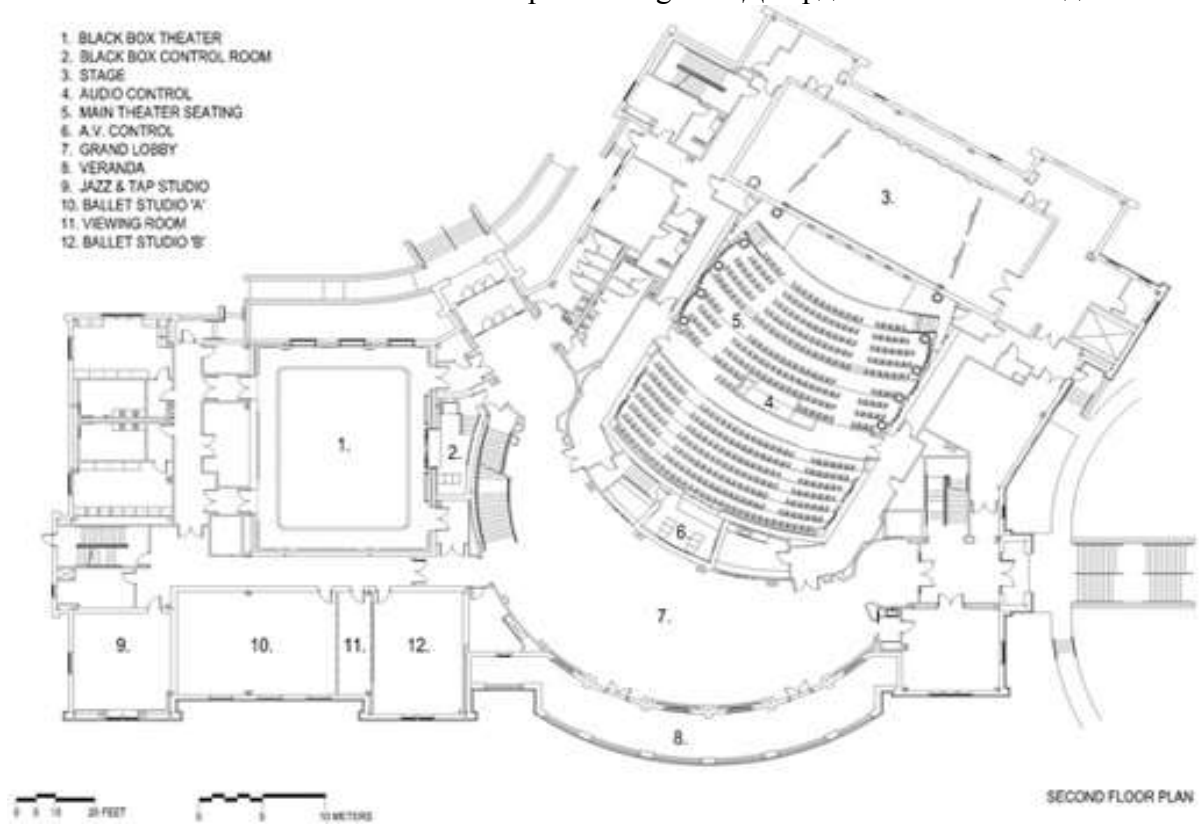 1. BLACK BOX THEATER
2. BLACK BOX CONTROL ROOM
3. STAGE
4. AUDIO CONTROL
5. MAIN THEATER SEATING
6. A.V. CONTROL
7. GRAND LOBBY
8. VERANDA
9. JAZZ & TAP STUDIO
10. BALLET STUDIO 'A'
11. VIEWING ROOM
12. BALLET STUDIO 'B'
3.
5.
4.
1.
2.
6.
7.
9.
10.
11.
12.
8.
SECOND FLOOR PLAN
0 5 10 20 FEET
0 5 10 METERS